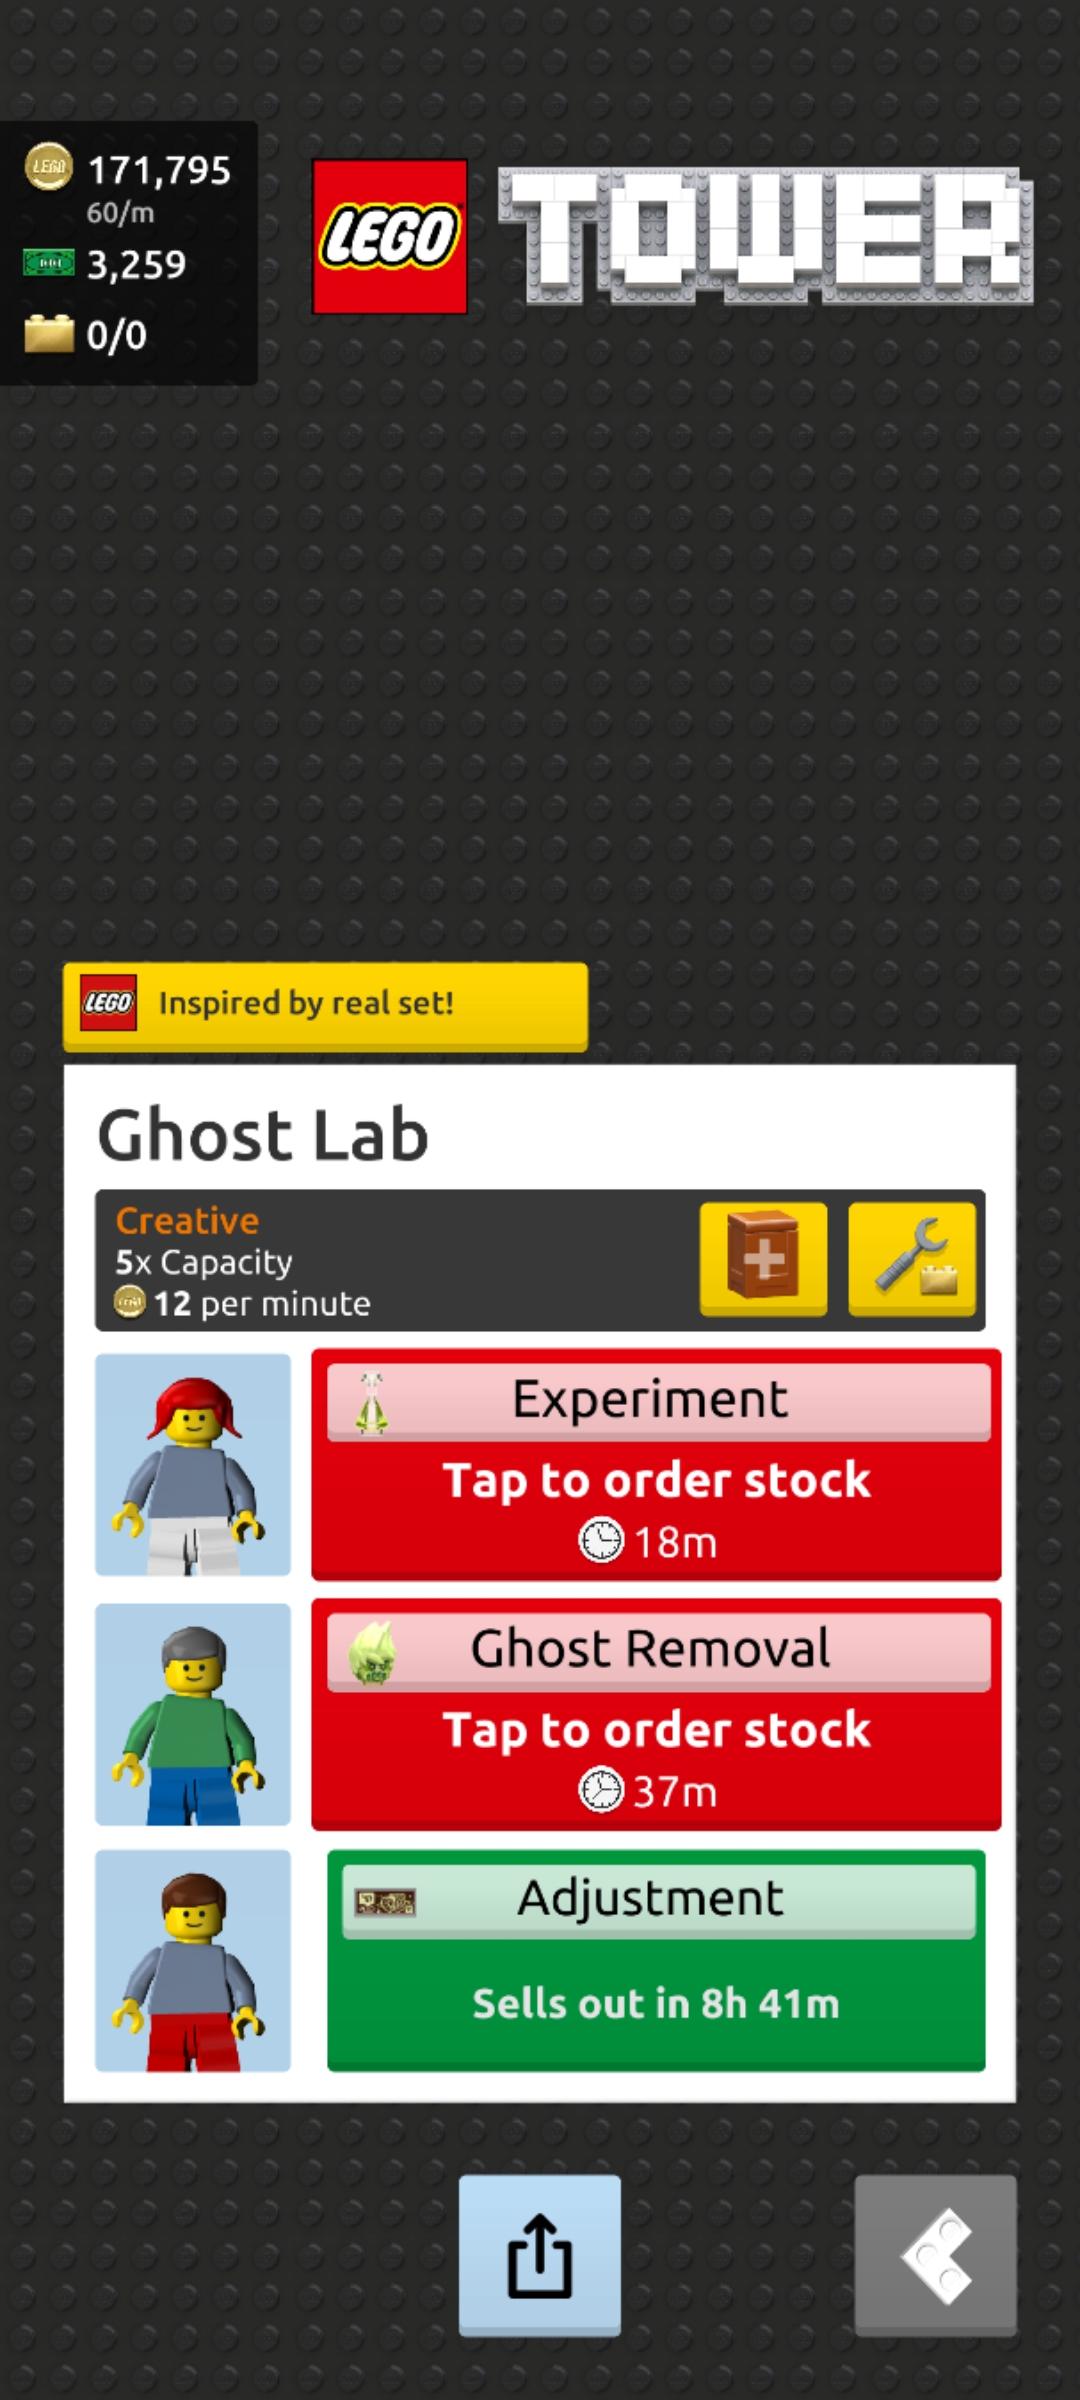 171,795
60/m
3,259
0/0
LEGO TOWER
LEGO
Inspired by real set!
Ghost Lab
Creative
5x Capacity
12 per minute
Experiment
Tap to order stock
18m
Ghost Removal
Tap to order stock
37m
Adjustment
Sells out in 8h 41m